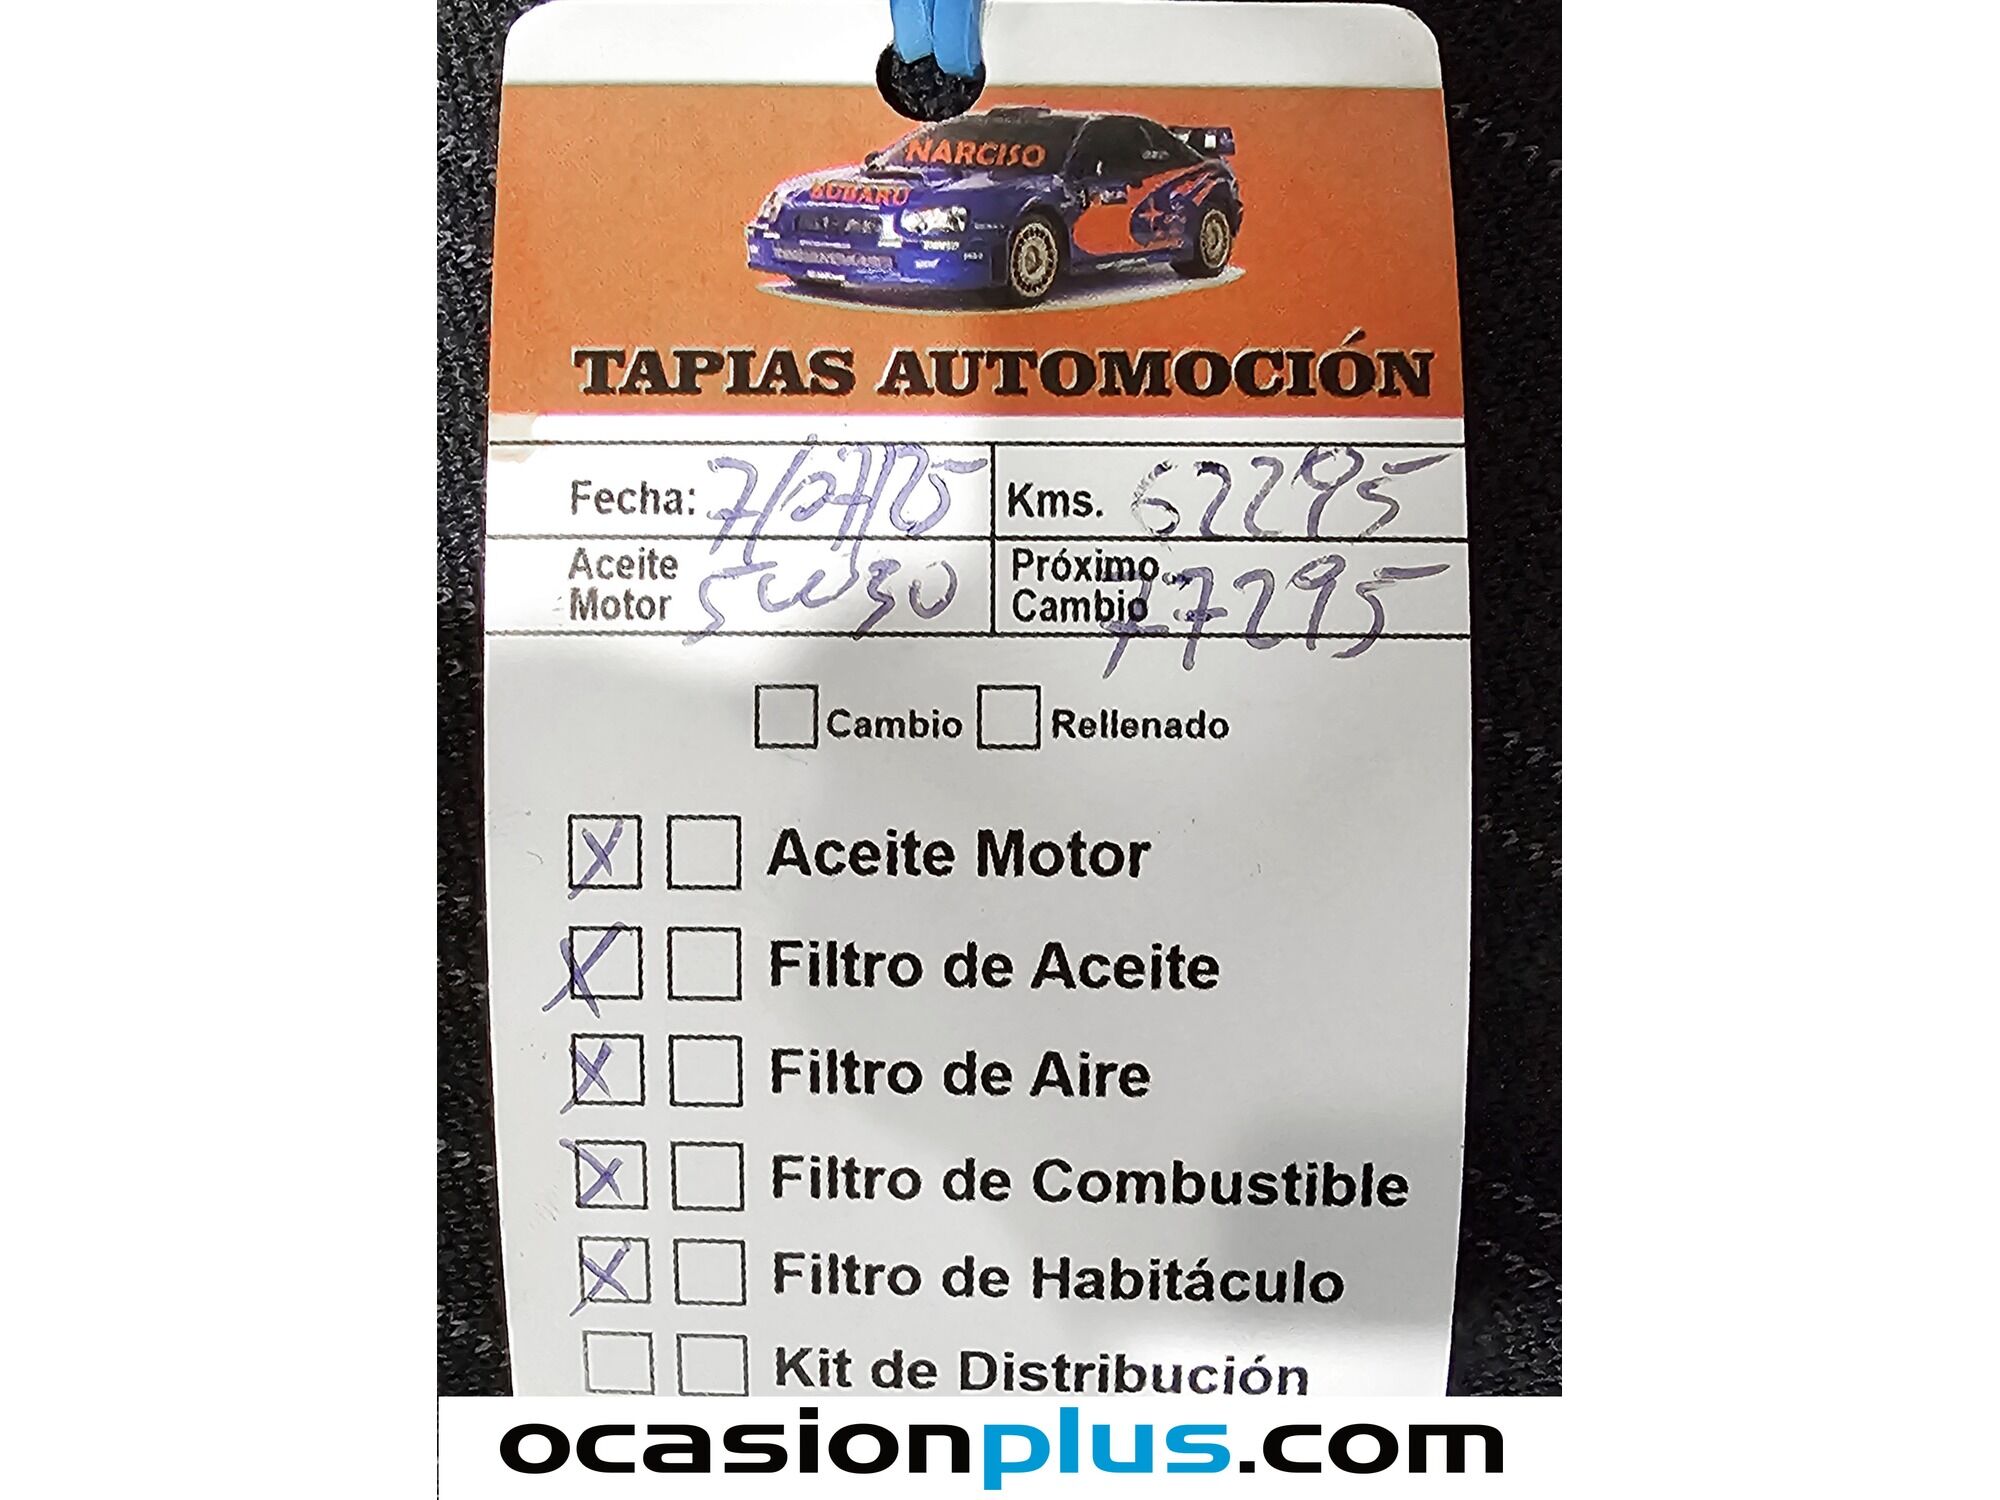 NARCISO
SUBARU
TAPIAS AUTOMOCIÓN
Fecha: 7/07/25 Kms. 62295
Aceite Motor 5W30 Próximo Cambio 77295
Cambio Rellenado
X Aceite Motor
X Filtro de Aceite
X Filtro de Aire
X Filtro de Combustible
X Filtro de Habitáculo
Kit de Distribución
ocasionplus.com